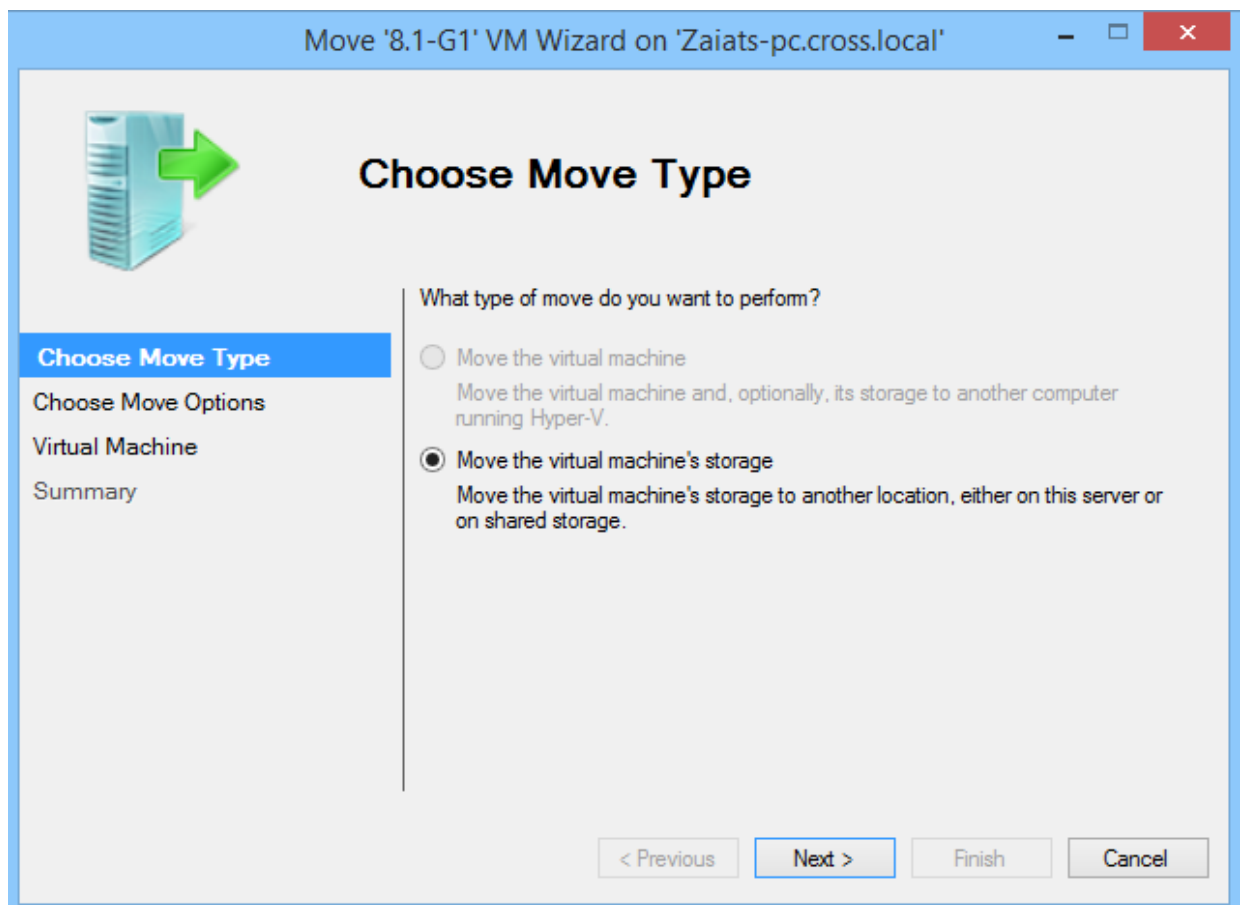 Move '8.1-G1' VM Wizard on 'Zaiats-pc.cross.local'
Choose Move Type
Choose Move Type
Choose Move Options
Virtual Machine
Summary
What type of move do you want to perform?
Move the virtual machine
Move the virtual machine and, optionally, its storage to another computer
running Hyper-V.
Move the virtual machine's storage
Move the virtual machine's storage to another location, either on this server or
on shared storage.
< Previous
Next >
Finish
Cancel